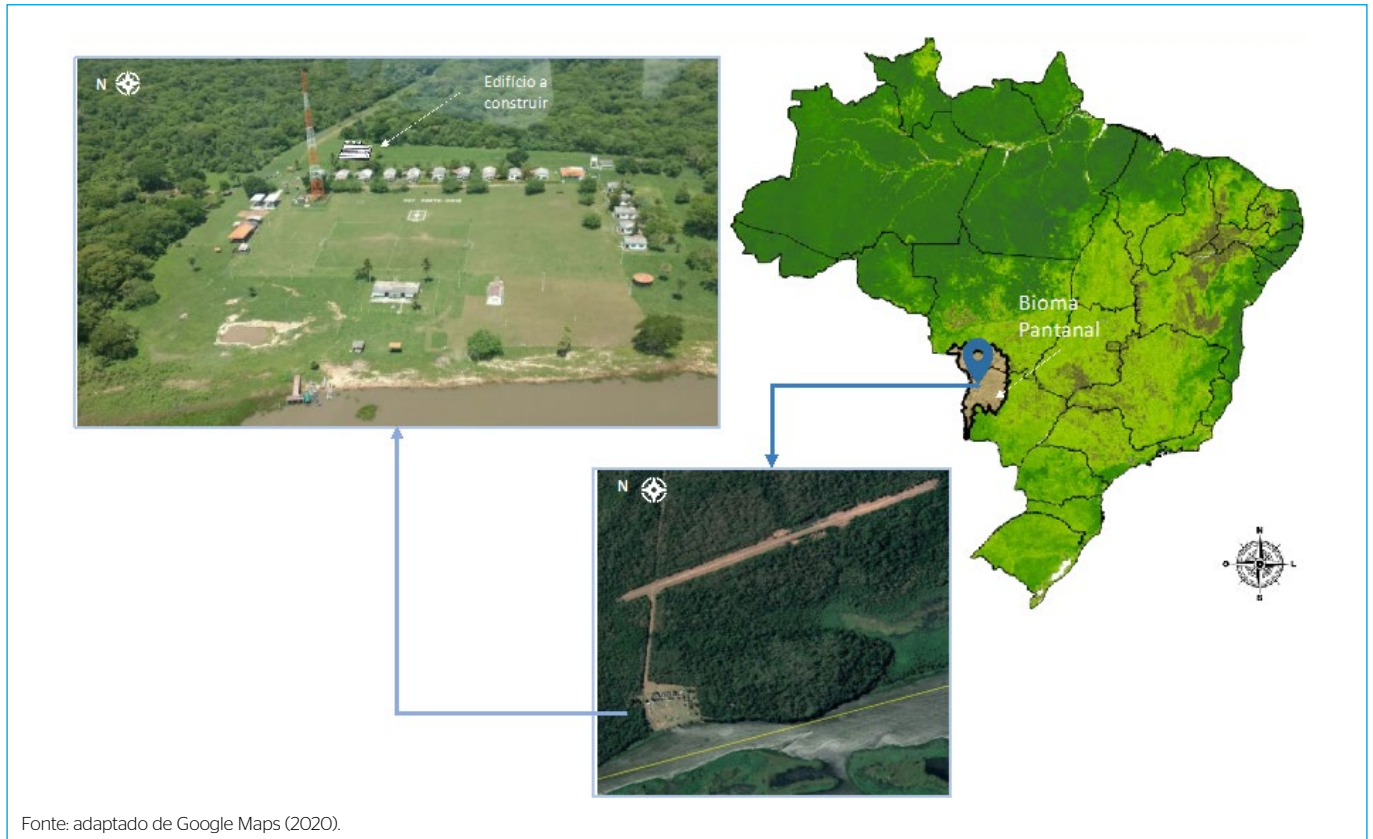 N
Edifício a
construir
Bioma
Pantanal
N
N
O
L
S
Fonte: adaptado de Google Maps (2020).